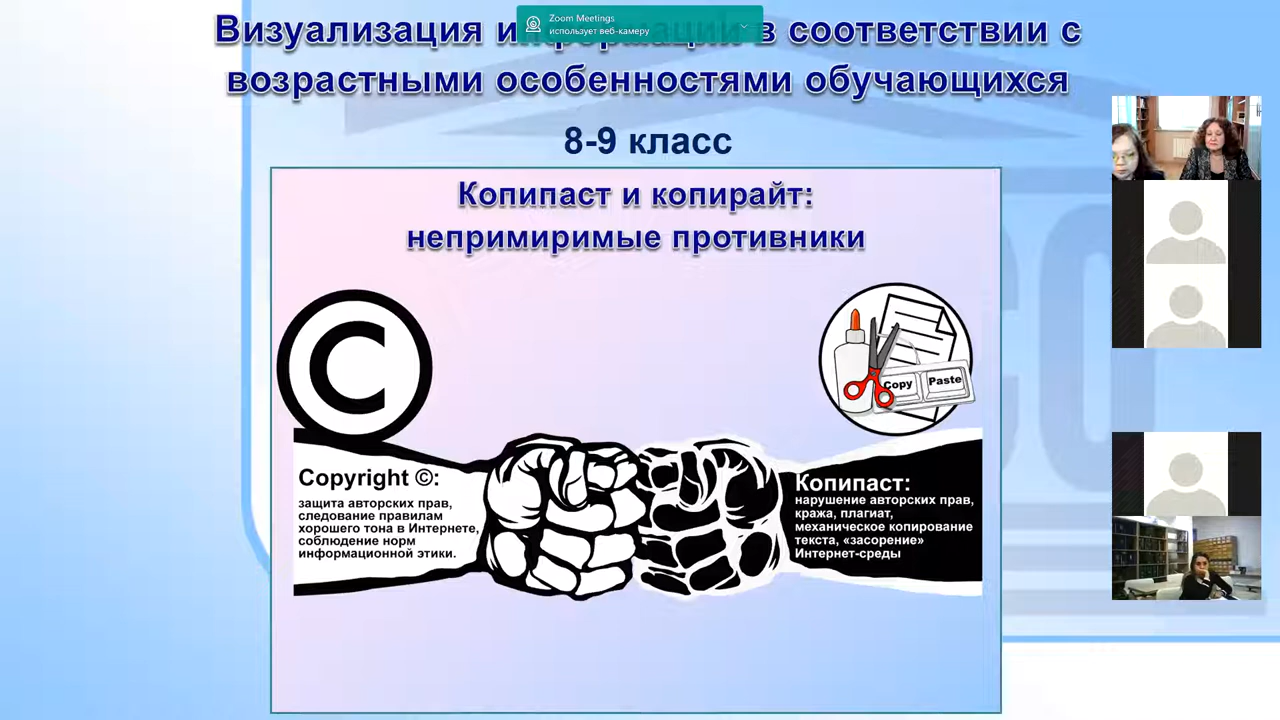 Визуализация информации в соответствии с
возрастными особенностями обучающихся
Zoom Meetings
использует веб-камеру
8-9 класс
Копипаст и копирайт:
непримиримые противники
C
Copy
Paste
Copyright ©:
защита авторских прав,
следование правилам
хорошего тона в Интернете,
соблюдение норм
информационной этики.
Копипаст:
нарушение авторских прав,
кража, плагиат,
механическое копирование
текста, «засорение»
Интернет-среды